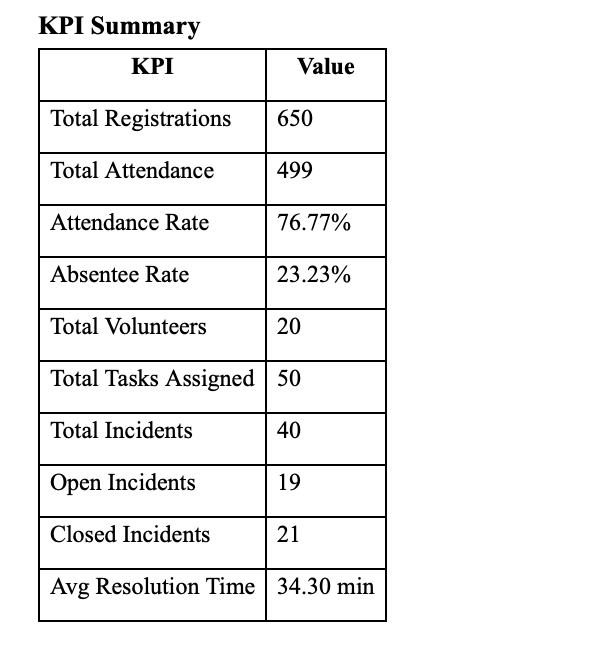 KPI Summary
KPI Value
Total Registrations 650
Total Attendance 499
Attendance Rate 76.77%
Absentee Rate 23.23%
Total Volunteers 20
Total Tasks Assigned 50
Total Incidents 40
Open Incidents 19
Closed Incidents 21
Avg Resolution Time 34.30 min